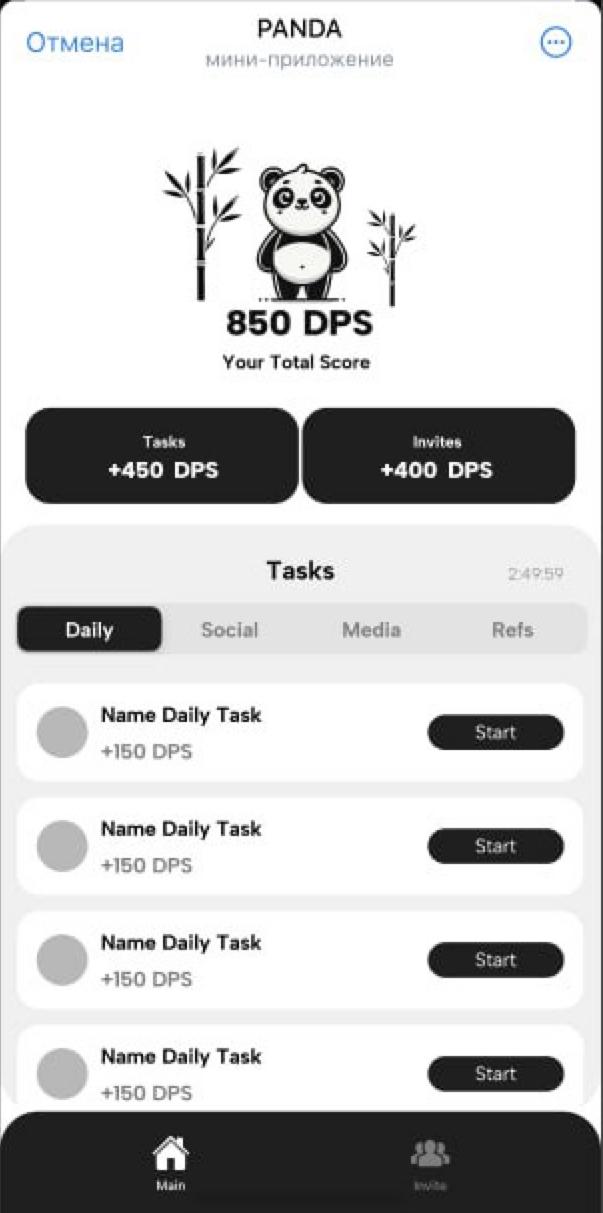 Отмена
PANDA
мини-приложение
850 DPS
Your Total Score
Tasks
+450 DPS
Invites
+400 DPS
Tasks
2:49:59
Daily
Social
Media
Refs
Name Daily Task
+150 DPS
Start
Name Daily Task
+150 DPS
Start
Name Daily Task
+150 DPS
Start
Name Daily Task
+150 DPS
Start
Main
Invite